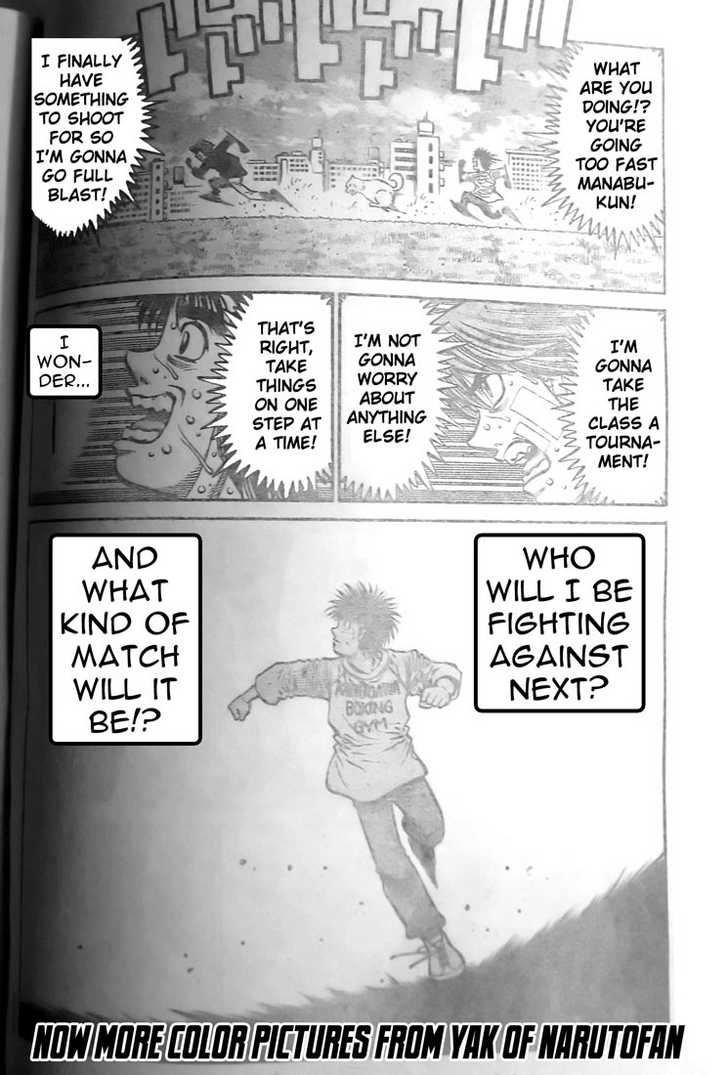 WHAT
ARE YOU
DOING!?
YOU'RE
GOING
TOO FAST
MANABU-
KUN!
I FINALLY
HAVE
SOMETHING
TO SHOOT
FOR SO
I'M GONNA
GO FULL
BLAST!
I'M
GONNA
TAKE
THE
CLASS A
TOURNA-
MENT!
I'M NOT
GONNA
WORRY
ABOUT
ANYTHING
ELSE!
THAT'S
RIGHT,
TAKE
THINGS
ON ONE
STEP AT
A TIME!
I
WON-
DER...
WHO
WILL I BE
FIGHTING
AGAINST
NEXT?
AND
WHAT
KIND OF
MATCH
WILL IT
BE!?
BOXING
GYM
NOW MORE COLOR PICTURES FROM YAK OF NARUTOFAN